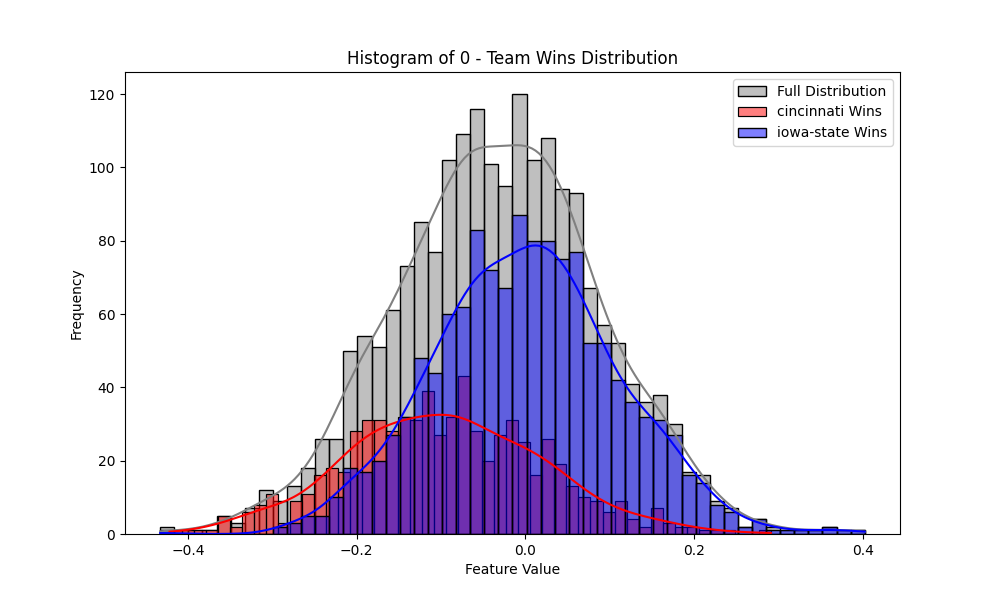 Histogram of 0 - Team Wins Distribution
Full Distribution
cincinnati Wins
iowa-state Wins
120
100
80
60
40
20
0
Frequency
−0.4
−0.2
0.0
0.2
0.4
Feature Value